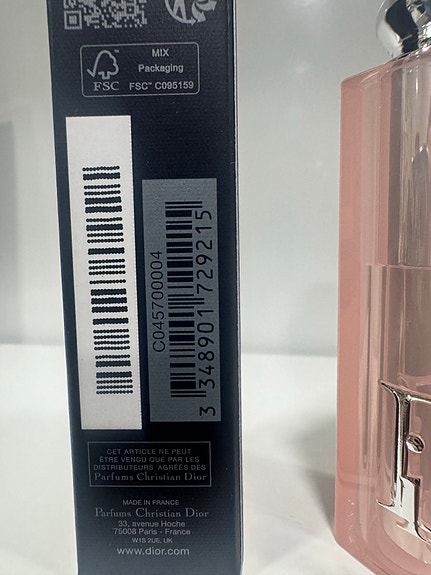 MIX
Packaging
FSC
FSC™ C095159
C045700004
3 348901 729215
CET ARTICLE NE PEUT
ÊTRE VENDU QUE PAR LES
DISTRIBUTEURS AGRÉÉS DES
Parfums Christian Dior
MADE IN FRANCE
Parfums Christian Dior
33, avenue Hoche
75008 Paris - France
W1S 2UE, UK
www.dior.com